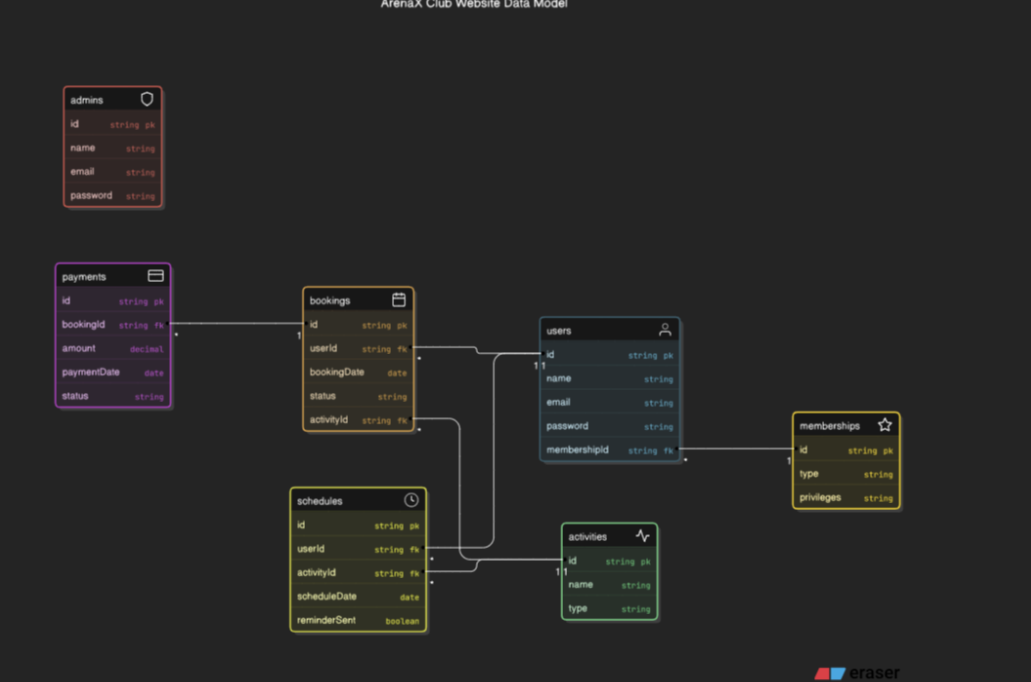 ArenaX Club Website Data Model
admins
id string pk
name string
email string
password string
payments
id string pk
bookingId string fk
amount decimal
paymentDate date
status string
bookings
id string pk
userId string fk
bookingDate date
status string
activityId string fk
users
id string pk
name string
email string
password string
membershipId string fk
memberships
id string pk
type string
privileges string
schedules
id string pk
userId string fk
activityId string fk
scheduleDate date
reminderSent boolean
activities
id string pk
name string
type string
*
1
*
*
1 1
*
1
*
*
1 1
eraser